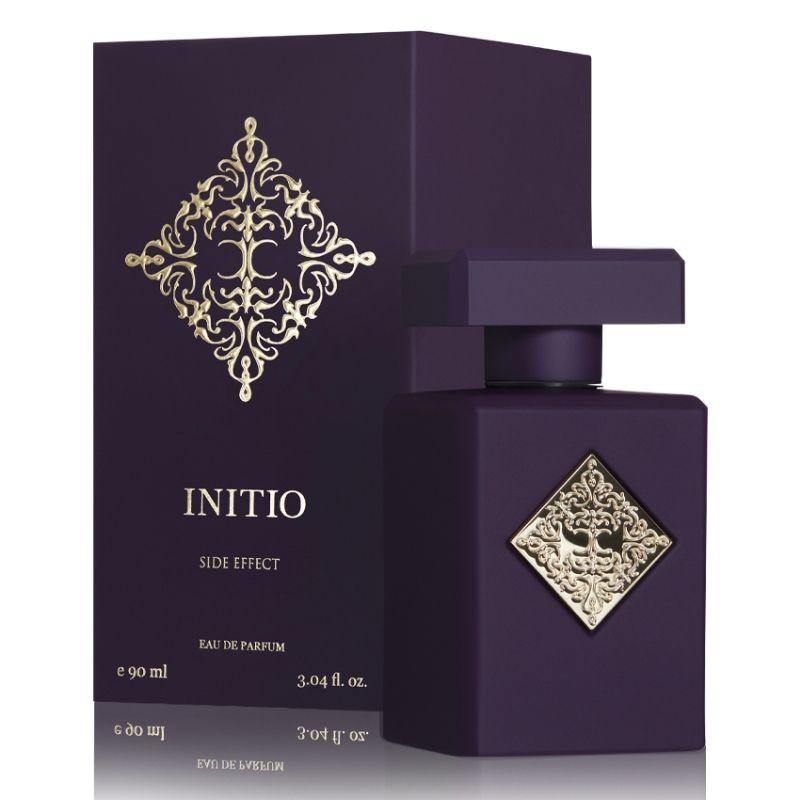 INITIO
SIDE EFFECT
EAU DE PARFUM
e 90 ml
3.04 fl. oz.